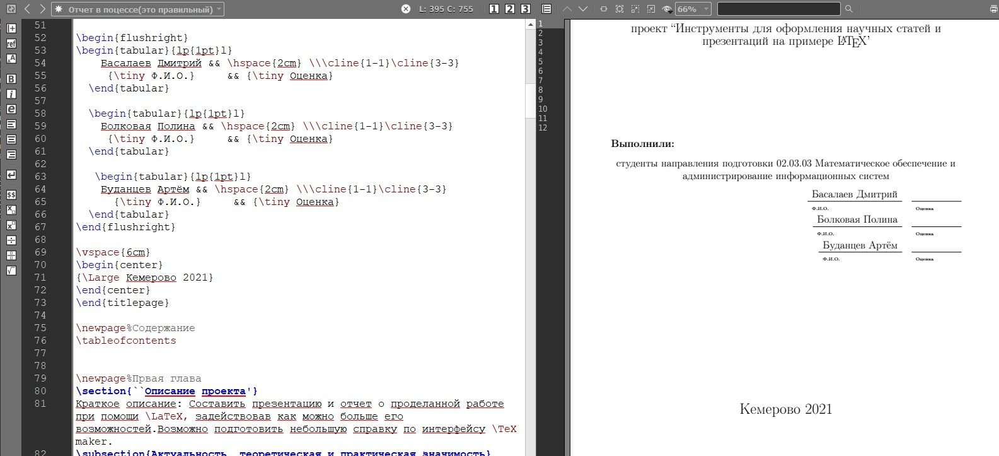 Отчет в поцессе(это правильный)
L: 395 C: 755
1 2 3
66%
ref
51
52 \begin{flushright}
53 \begin{tabular}{lp{1pt}l}
54 Басалаев Дмитрий && \hspace{2cm} \\\cline{1-1}\cline{3-3}
55 {\tiny Ф.И.О.} && {\tiny Оценка}
56 \end{tabular}
57
58 \begin{tabular}{lp{1pt}l}
59 Болковая Полина && \hspace{2cm} \\\cline{1-1}\cline{3-3}
60 {\tiny Ф.И.О.} && {\tiny Оценка}
61 \end{tabular}
62
63 \begin{tabular}{lp{1pt}l}
64 Буданцев Артём && \hspace{2cm} \\\cline{1-1}\cline{3-3}
65 {\tiny Ф.И.О.} && {\tiny Оценка}
66 \end{tabular}
67 \end{flushright}
68
69 \vspace{6cm}
70 \begin{center}
71 {\Large Кемерово 2021}
72 \end{center}
73 \end{titlepage}
74
75 \newpage%Содержание
76 \tableofcontents
77
78
79 \newpage%Првая глава
80 \section{``Описание проекта'}
81 Краткое описание: Составить презентацию и отчет о проделанной работе
при помощи \LaTeX, задействовав как можно больше его
возможностей.Возможно подготовить небольшую справку по интерфейсу \TeX
maker.
82 \subsection{Актуальность, теоретическая и практическая значимость}
1
2
3
4
5
6
7
8
9
10
11
12
проект “Инструменты для оформления научных статей и
презентаций на примере LATEX’
Выполнили:
студенты направления подготовки 02.03.03 Математическое обеспечение и
администрирование информационных систем
Басалаев Дмитрий
Ф.И.О. Оценка
Болковая Полина
Ф.И.О. Оценка
Буданцев Артём
Ф.И.О. Оценка
Кемерово 2021